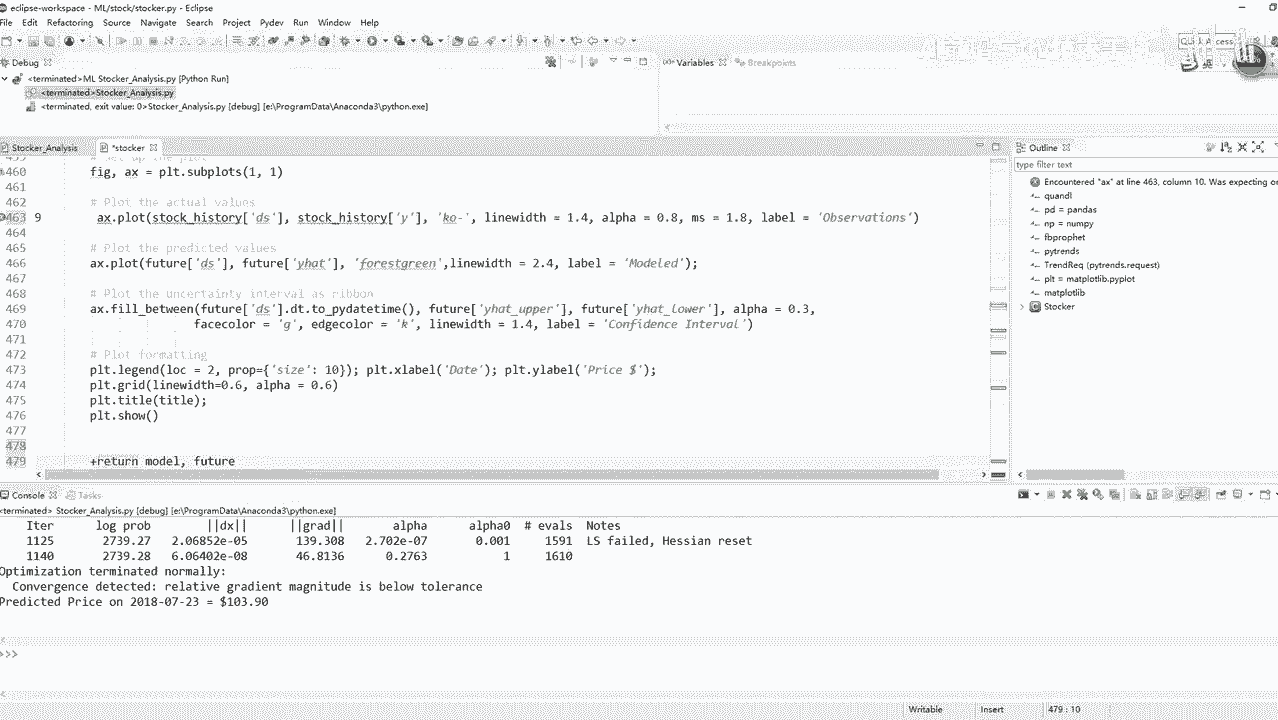 eclipse-workspace - ML/stock/stocker.py - Eclipse
File Edit Refactoring Source Navigate Search Project Pydev Run Window Help
Debug
Variables Breakpoints
<terminated>ML Stocker_Analysis.py [Python Run]
<terminated>Stocker_Analysis.py
<terminated, exit value: 0>Stocker_Analysis.py [debug] [e:\ProgramData\Anaconda3\python.exe]
Stocker_Analysis *stocker
# Set up the plot
460 fig, ax = plt.subplots(1, 1)
461
462 # Plot the actual values
463 9 ax.plot(stock_history['ds'], stock_history['y'], 'ko-', linewidth = 1.4, alpha = 0.8, ms = 1.8, label = 'Observations')
464
465 # Plot the predicted values
466 ax.plot(future['ds'], future['yhat'], 'forestgreen',linewidth = 2.4, label = 'Modeled');
467
468 # Plot the uncertainty interval as ribbon
469 ax.fill_between(future['ds'].dt.to_pydatetime(), future['yhat_upper'], future['yhat_lower'], alpha = 0.3,
470 facecolor = 'g', edgecolor = 'k', linewidth = 1.4, label = 'Confidence Interval')
471
472 # Plot formatting
473 plt.legend(loc = 2, prop={'size': 10}); plt.xlabel('Date'); plt.ylabel('Price $');
474 plt.grid(linewidth=0.6, alpha = 0.6)
475 plt.title(title);
476 plt.show()
477
478
479 +return model, future
Outline
type filter text
Encountered "ax" at line 463, column 10. Was expecting
quandl
pd = pandas
np = numpy
fbprophet
pytrends
TrendReq (pytrends.request)
plt = matplotlib.pyplot
matplotlib
Stocker
Console Tasks
<terminated> Stocker_Analysis.py [debug] [e:\ProgramData\Anaconda3\python.exe]
Iter log prob ||dx|| ||grad|| alpha alpha0 # evals Notes
1125 2739.27 2.06852e-05 139.308 2.702e-07 0.001 1591 LS failed, Hessian reset
1140 2739.28 6.06402e-08 46.8136 0.2763 1 1610
Optimization terminated normally:
Convergence detected: relative gradient magnitude is below tolerance
Predicted Price on 2018-07-23 = $103.90
>>>
Writable Insert 479 : 10